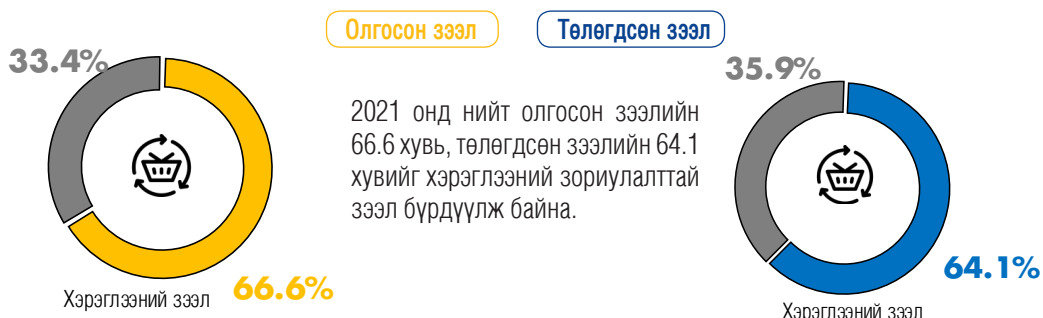 Олгосон зээл
Төлөгдсөн зээл
33.4%
66.6%
Хэрэглээний зээл
2021 онд нийт олгосон зээлийн
66.6 хувь, төлөгдсөн зээлийн 64.1
хувийг хэрэглээний зориулалттай
зээл бүрдүүлж байна.
35.9%
64.1%
Хэрэглээний зээл